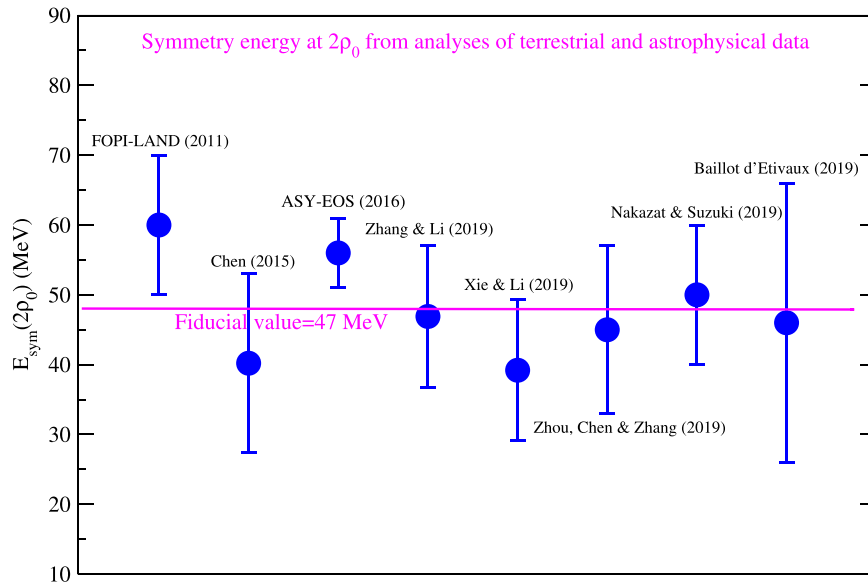 Symmetry energy at 2ρ0 from analyses of terrestrial and astrophysical data
FOPI-LAND (2011)
Chen (2015)
ASY-EOS (2016)
Zhang & Li (2019)
Xie & Li (2019)
Zhou, Chen & Zhang (2019)
Nakazat & Suzuki (2019)
Baillot d'Etivaux (2019)
Fiducial value=47 MeV
Esym(2ρ0) (MeV)
90
80
70
60
50
40
30
20
10